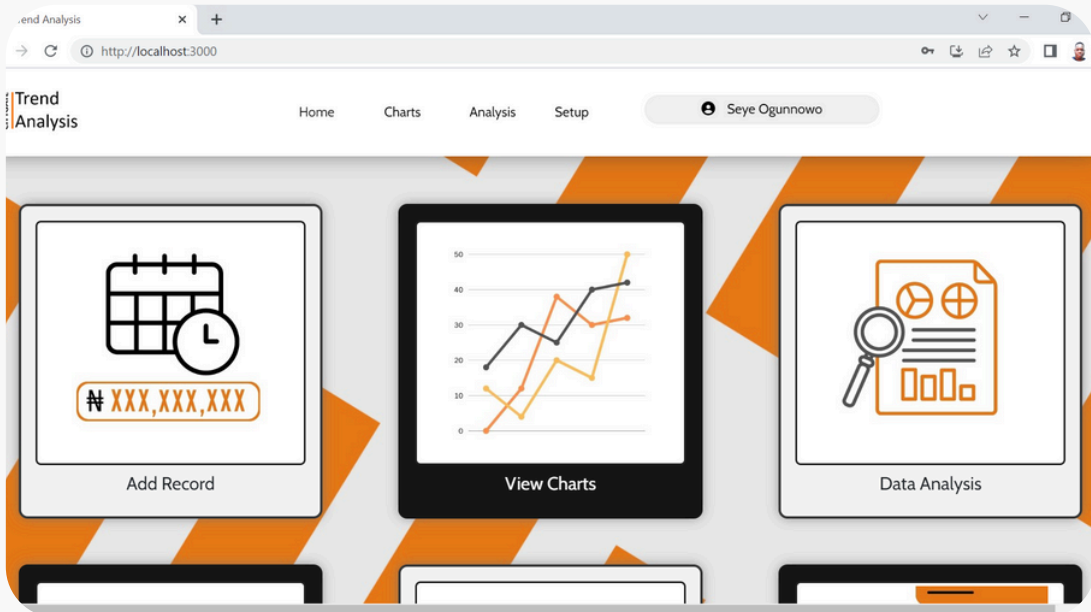 Trend Analysis
http://localhost:3000
Trend
Analysis
Home
Charts
Analysis
Setup
Seye Ogunnowo
₦ XXX,XXX,XXX
Add Record
50
40
30
20
10
0
View Charts
Data Analysis